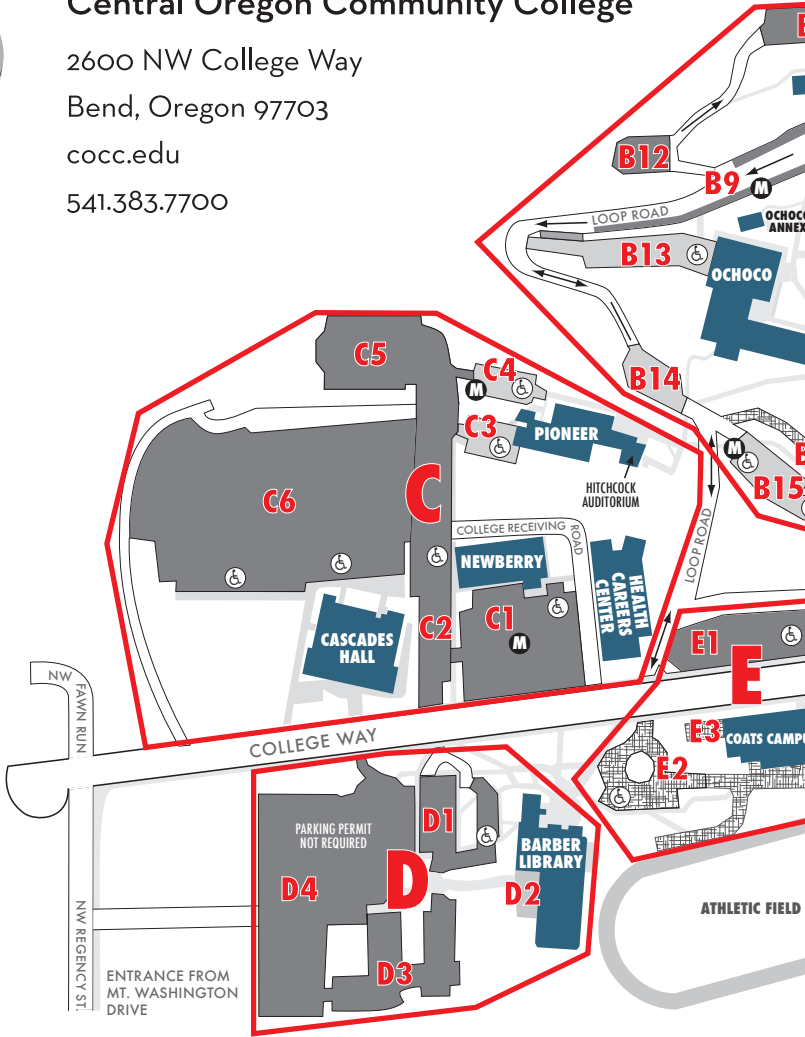 Central Oregon Community College
2600 NW College Way
Bend, Oregon 97703
cocc.edu
541.383.7700
B12
B9
M
LOOP ROAD
OCHOCO
ANNEX
B13
OCHOCO
B14
C5
C4
M
C3
PIONEER
HITCHCOCK
AUDITORIUM
M
B15
C6
C
LOOP ROAD
COLLEGE RECEIVING
ROAD
NEWBERRY
HEALTH
CAREERS
CENTER
C1
M
C2
CASCADES
HALL
E1
E
NW
FAWN RUN
COLLEGE WAY
E3
COATS CAMPU
E2
PARKING PERMIT
NOT REQUIRED
D1
BARBER
LIBRARY
D4
D
D2
ATHLETIC FIELD
NW REGENCY ST.
D3
ENTRANCE FROM
MT. WASHINGTON
DRIVE